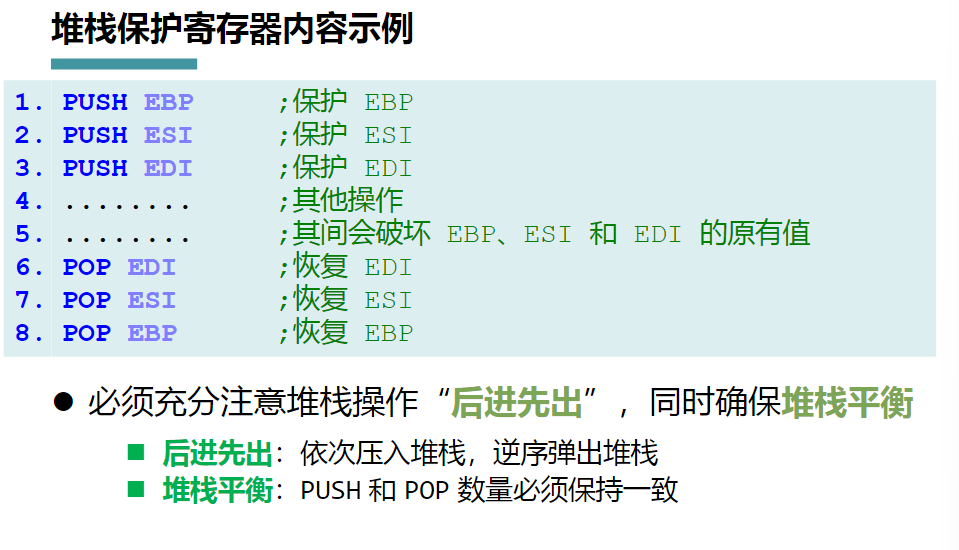 堆栈保护寄存器内容示例
1. PUSH EBP ;保护 EBP
2. PUSH ESI ;保护 ESI
3. PUSH EDI ;保护 EDI
4. ........ ;其他操作
5. ........ ;其间会破坏 EBP、ESI 和 EDI 的原有值
6. POP EDI ;恢复 EDI
7. POP ESI ;恢复 ESI
8. POP EBP ;恢复 EBP
● 必须充分注意堆栈操作“后进先出”，同时确保堆栈平衡
■ 后进先出：依次压入堆栈，逆序弹出堆栈
■ 堆栈平衡：PUSH 和 POP 数量必须保持一致